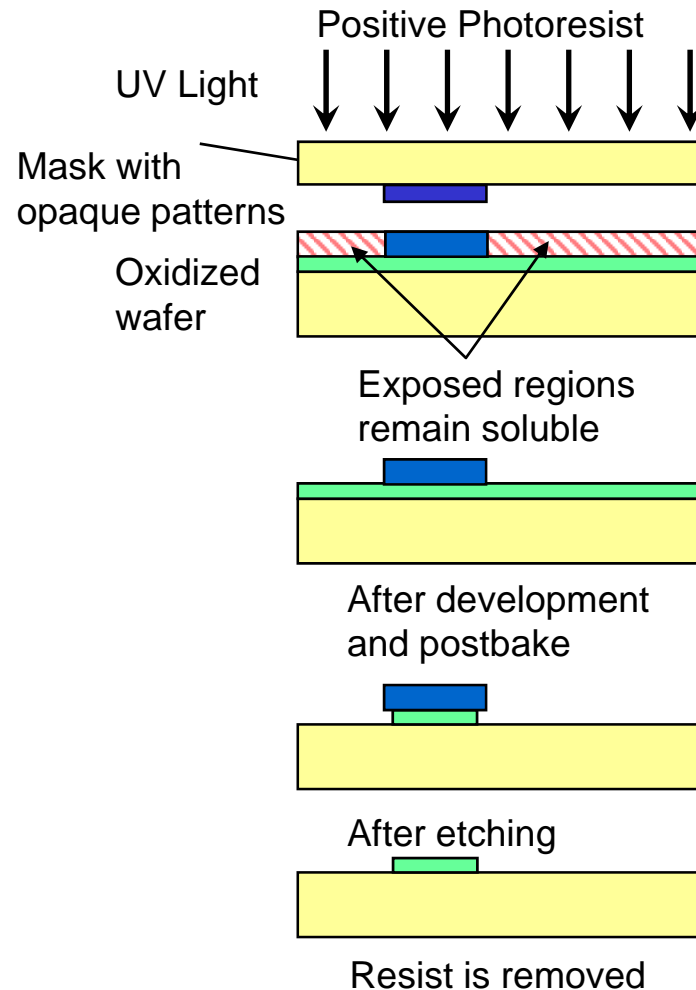 Positive Photoresist
UV Light
Mask with
opaque patterns
Oxidized
wafer
Exposed regions
remain soluble
After development
and postbake
After etching
Resist is removed